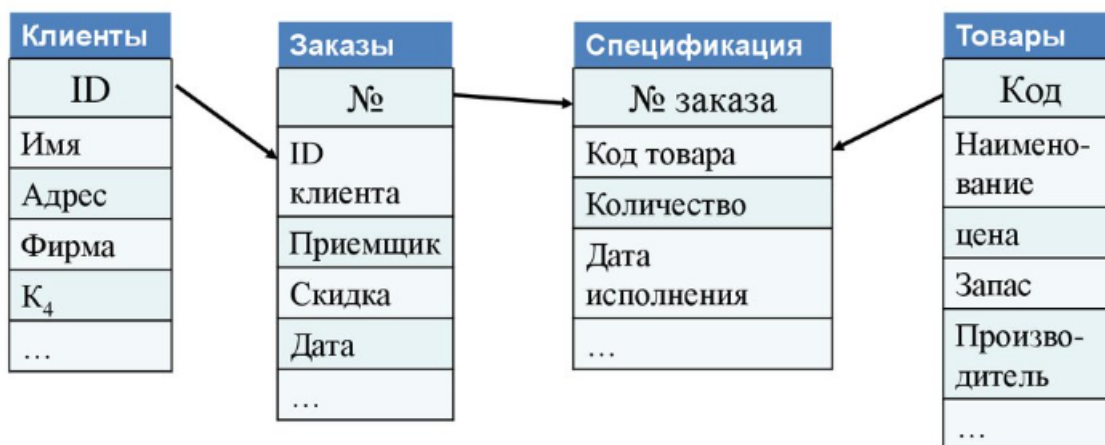 Клиенты
ID
Имя
Адрес
Фирма
К₄
...
Заказы
№
ID
клиента
Приемщик
Скидка
Дата
...
Спецификация
№ заказа
Код товара
Количество
Дата
исполнения
...
Товары
Код
Наимено-
вание
цена
Запас
Произво-
дитель
...